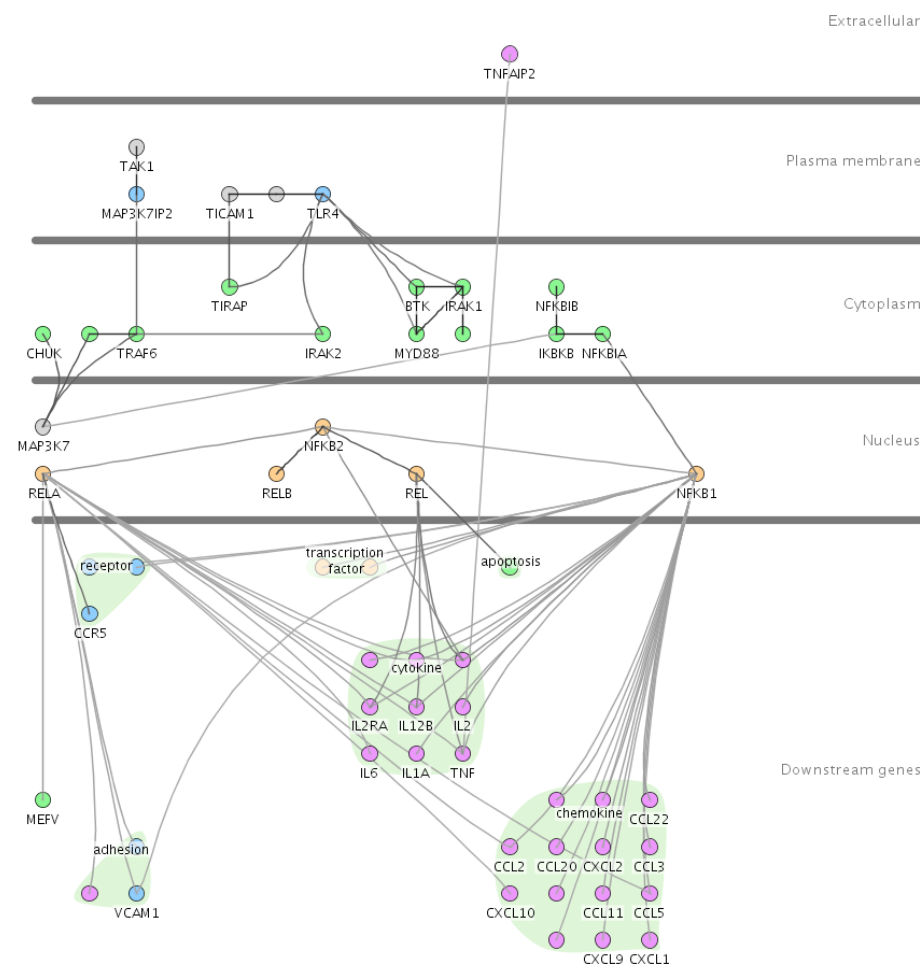 Extracellular
TNFAIP2
TAK1
Plasma membrane
MAP3K7IP2
TICAM1
TLR4
TIRAP
BTK
IRAK1
NFKBIB
Cytoplasm
CHUK
TRAF6
IRAK2
MYD88
IKBKB
NFKBIA
MAP3K7
NFKB2
Nucleus
RELA
RELB
REL
NFKB1
receptor
transcription
factor
apoptosis
CCR5
cytokine
IL2RA
IL12B
IL2
IL6
IL1A
TNF
Downstream genes
MEFV
chemokine
CCL22
adhesion
CCL2
CCL20
CXCL2
CCL3
VCAM1
CXCL10
CCL11
CCL5
CXCL9
CXCL1